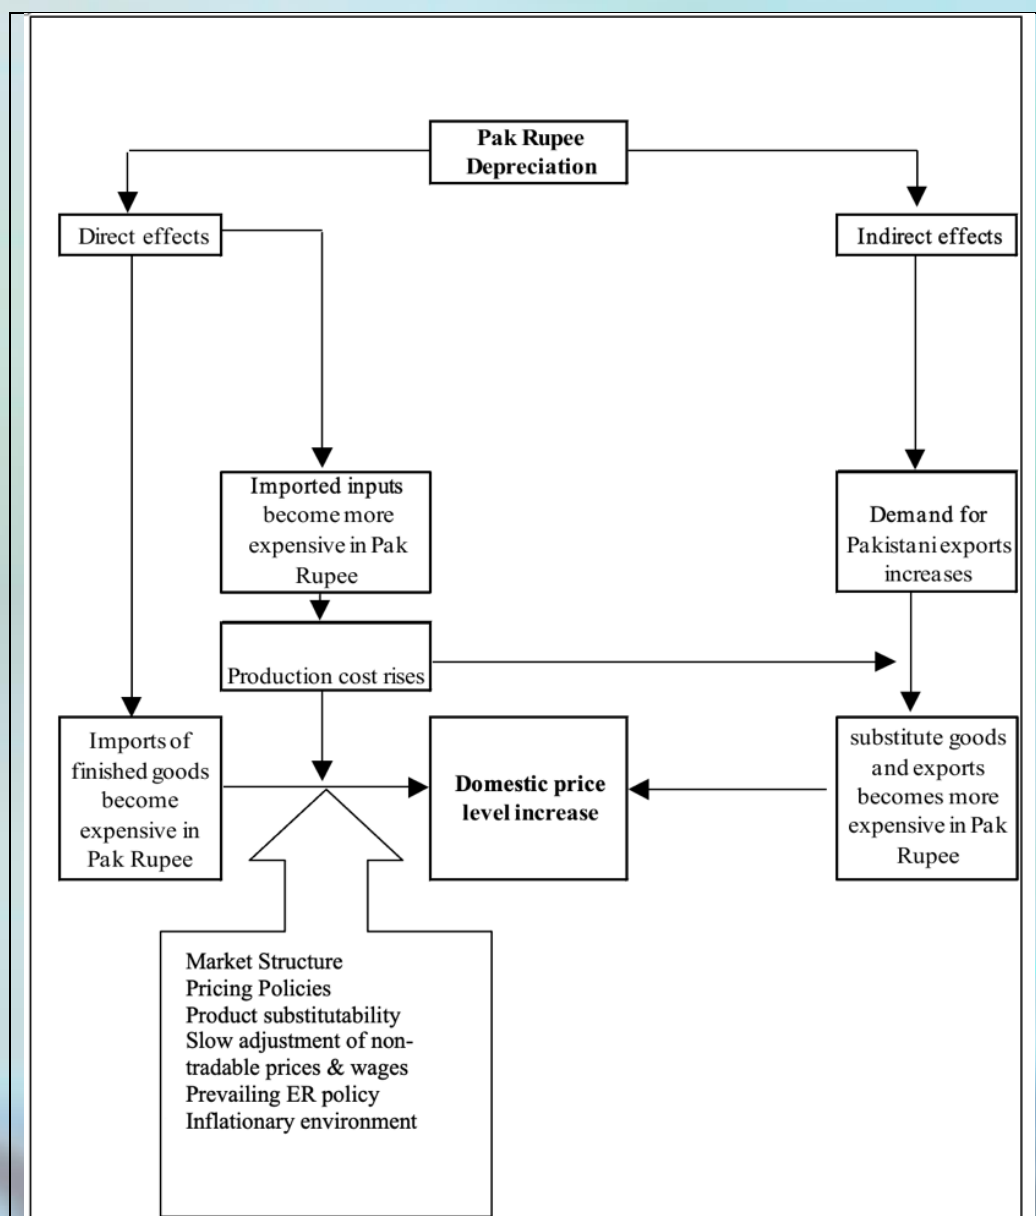 Pak Rupee
Depreciation
Direct effects
Indirect effects
Imported inputs
become more
expensive in Pak
Rupee
Demand for
Pakistani exports
increases
Production cost rises
Imports of
finished goods
become
expensive in
Pak Rupee
Domestic price
level increase
substitute goods
and exports
becomes more
expensive in Pak
Rupee
Market Structure
Pricing Policies
Product substitutability
Slow adjustment of non-
tradable prices & wages
Prevailing ER policy
Inflationary environment